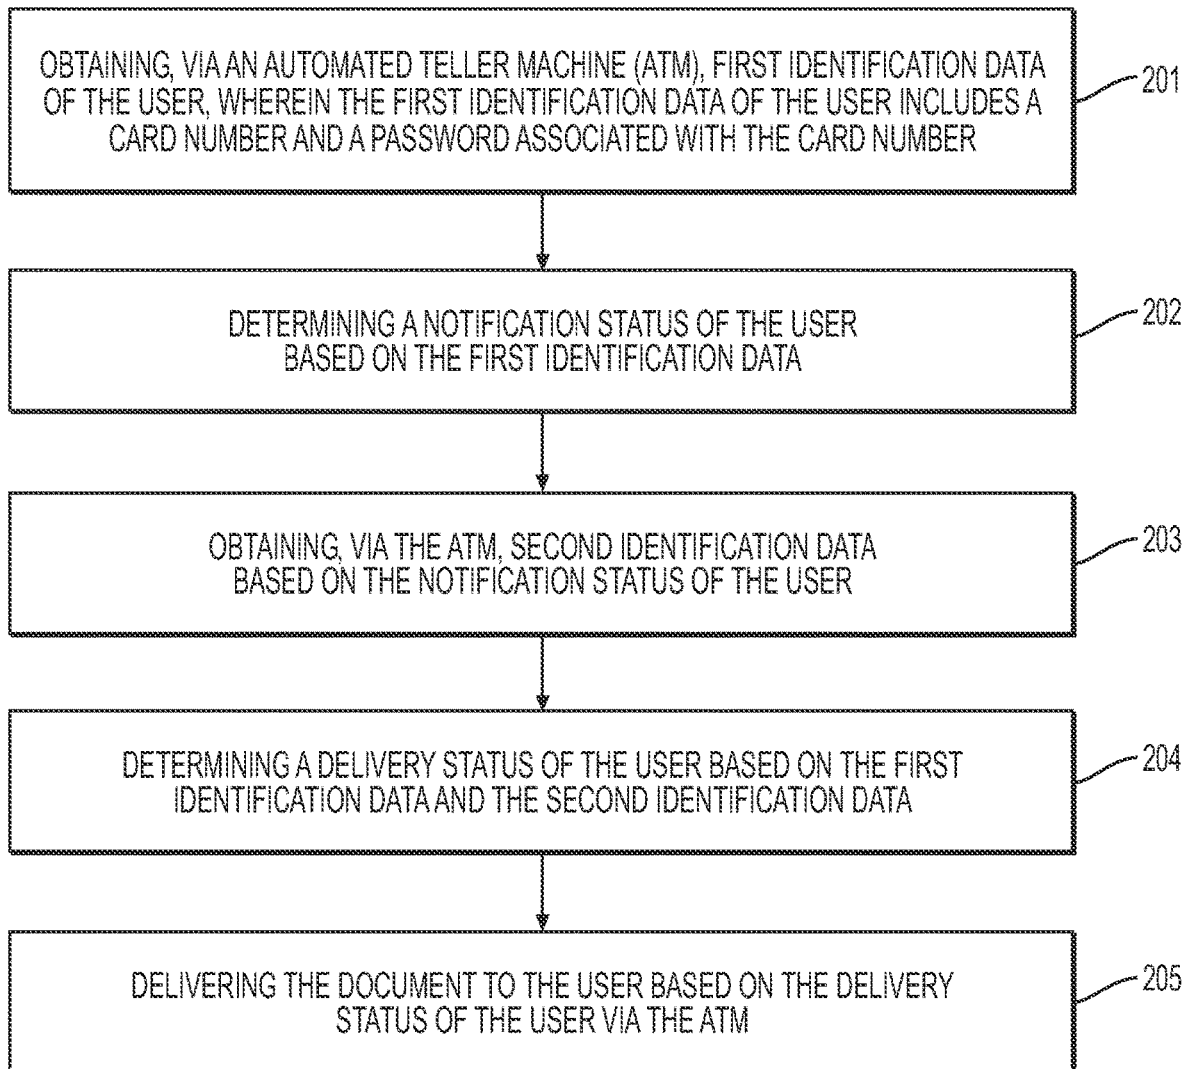 OBTAINING, VIA AN AUTOMATED TELLER MACHINE (ATM), FIRST IDENTIFICATION DATA
OF THE USER, WHEREIN THE FIRST IDENTIFICATION DATA OF THE USER INCLUDES A
CARD NUMBER AND A PASSWORD ASSOCIATED WITH THE CARD NUMBER
201
DETERMINING A NOTIFICATION STATUS OF THE USER
BASED ON THE FIRST IDENTIFICATION DATA
202
OBTAINING, VIA THE ATM, SECOND IDENTIFICATION DATA
BASED ON THE NOTIFICATION STATUS OF THE USER
203
DETERMINING A DELIVERY STATUS OF THE USER BASED ON THE FIRST
IDENTIFICATION DATA AND THE SECOND IDENTIFICATION DATA
204
DELIVERING THE DOCUMENT TO THE USER BASED ON THE DELIVERY
STATUS OF THE USER VIA THE ATM
205